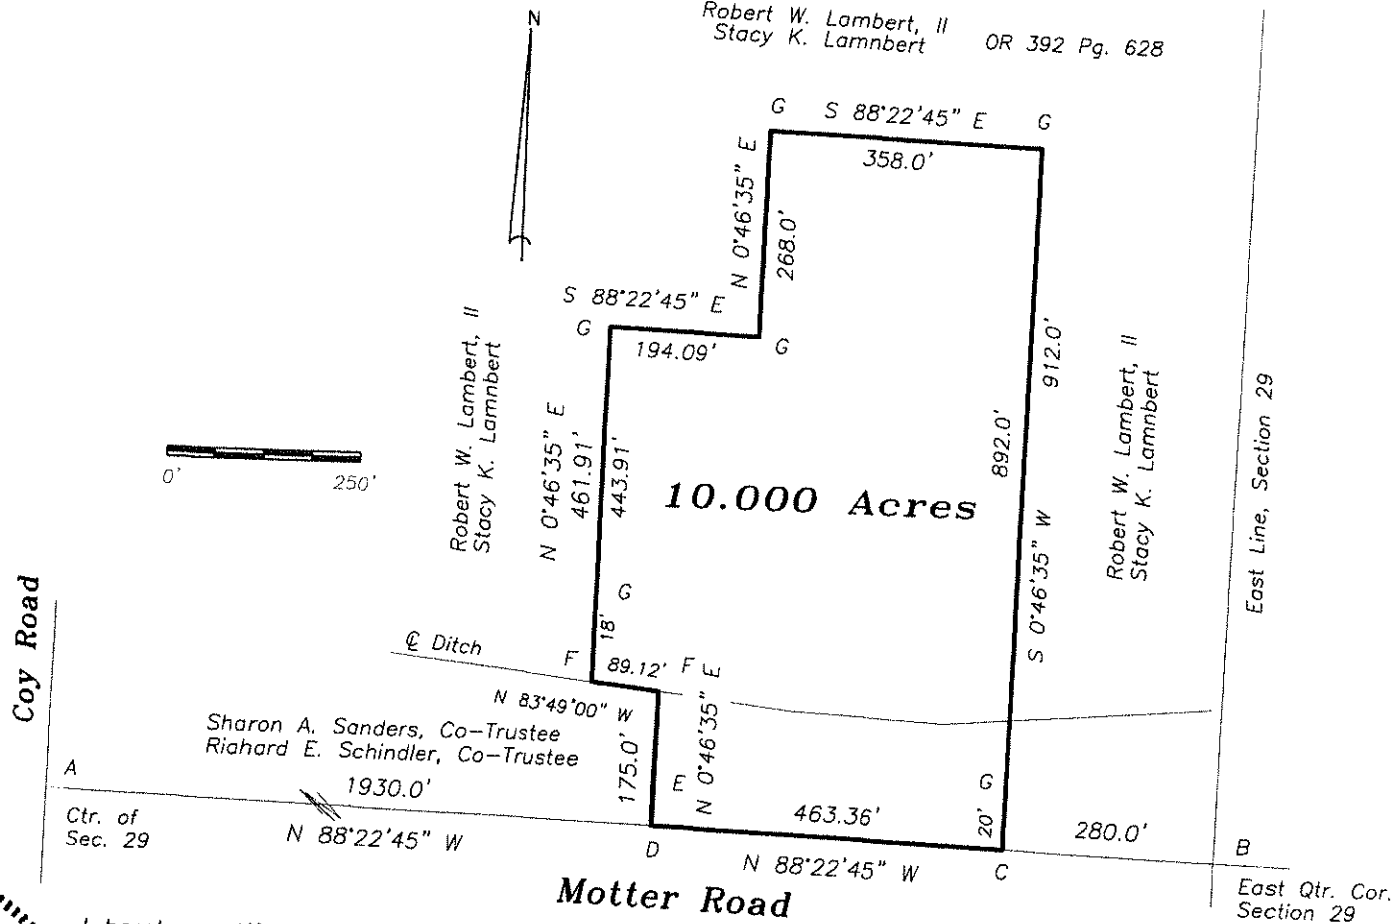 N
Robert W. Lambert, II
Stacy K. Lamnbert OR 392 Pg. 628
G S 88°22'45" E G
358.0'
N 0°46'35" E
268.0'
S 88°22'45" E
G
194.09'
G
Robert W. Lambert, II
Stacy K. Lamnbert
N 0°46'35" E
461.91'
443.91'
912.0'
892.0'
S 0°46'35" W
Robert W. Lambert, II
Stacy K. Lamnbert
East Line, Section 29
0' 250'
10.000 Acres
G
18'
Coy Road
℄ Ditch
F 89.12' F
N 83°49'00" W
N 0°46'35" E
175.0'
Sharon A. Sanders, Co-Trustee
Riahard E. Schindler, Co-Trustee
A
1930.0'
E
G
463.36'
20'
280.0'
B
Ctr. of
Sec. 29
N 88°22'45" W
D
N 88°22'45" W
C
Motter Road
East Qtr. Cor.
Section 29